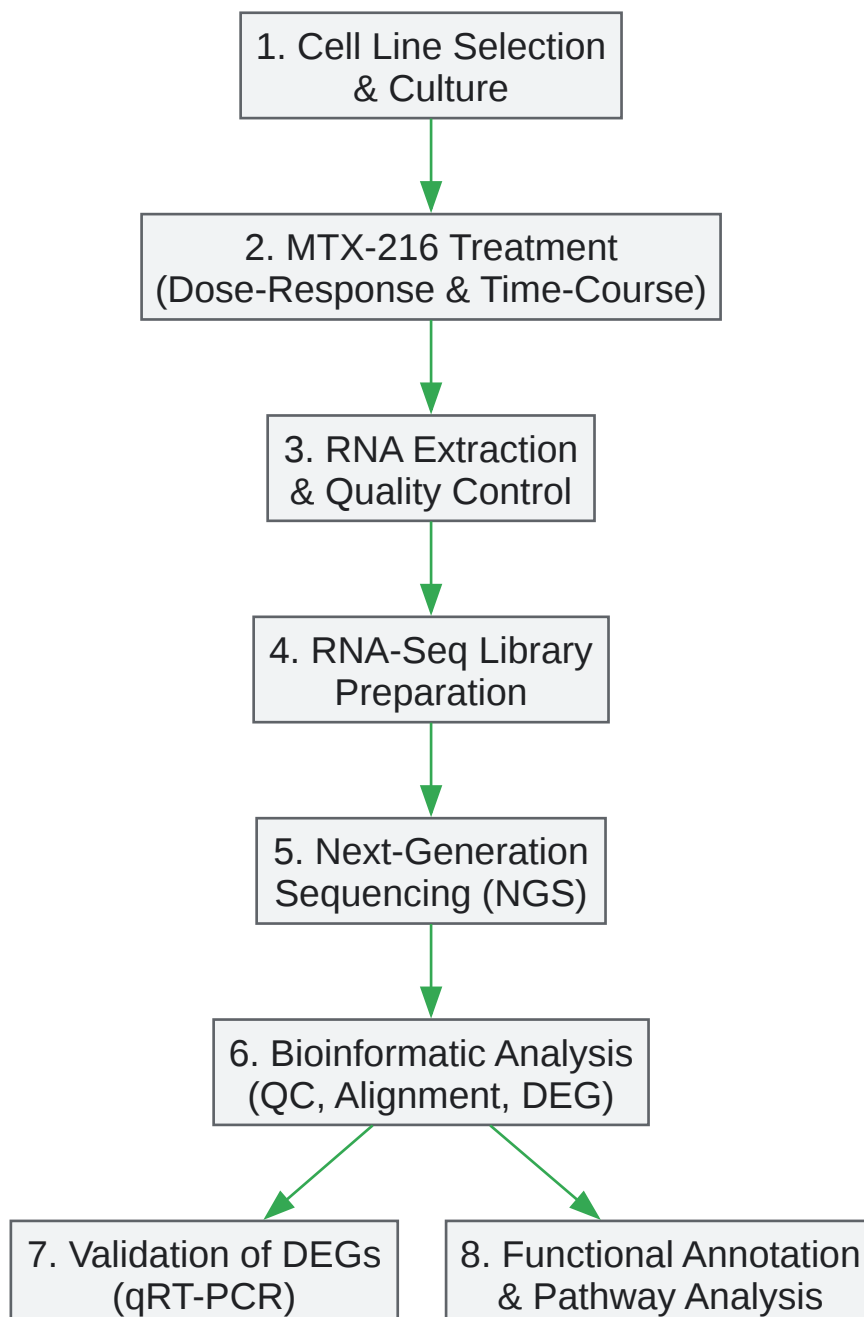 1. Cell Line Selection
& Culture
2. MTX-216 Treatment
(Dose-Response & Time-Course)
3. RNA Extraction
& Quality Control
4. RNA-Seq Library
Preparation
5. Next-Generation
Sequencing (NGS)
6. Bioinformatic Analysis
(QC, Alignment, DEG)
7. Validation of DEGs
(qRT-PCR)
8. Functional Annotation
& Pathway Analysis